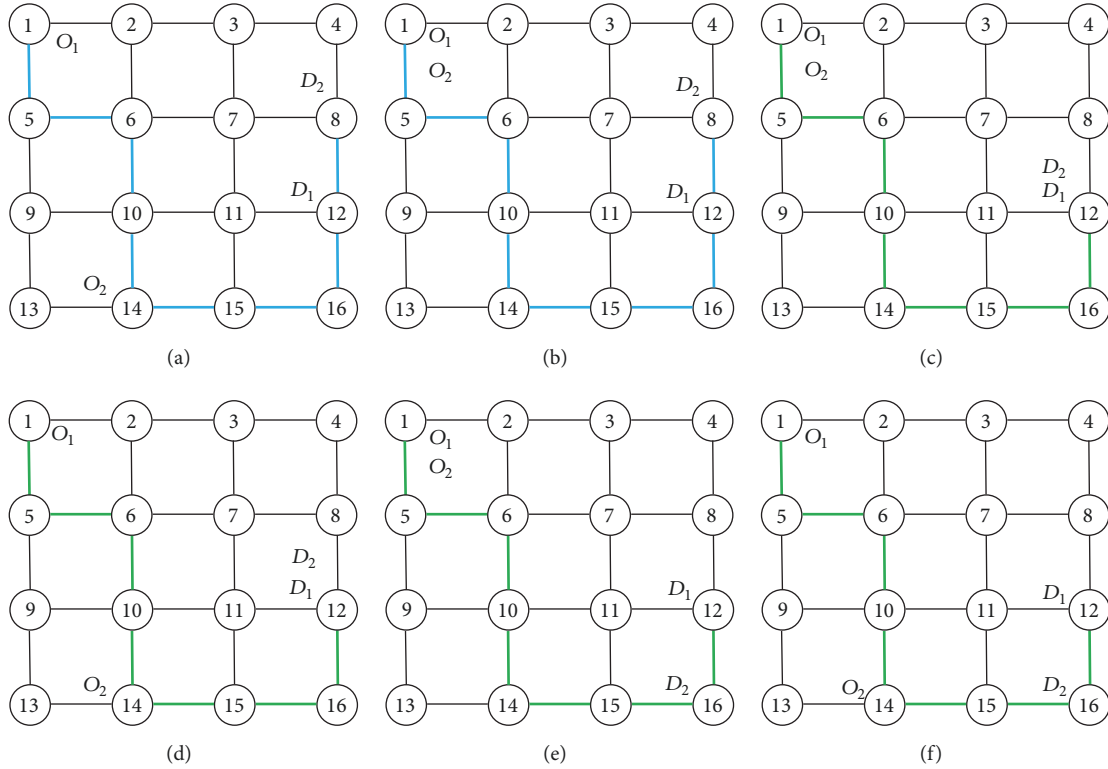 1 2 3 4 1 2 3 4 1 2 3 4
O₁ O₁ O₁
O₂ O₂
D₂ D₂
5 6 7 8 5 6 7 8 5 6 7 8
D₂
D₁ D₁ D₁
9 10 11 12 9 10 11 12 9 10 11 12
O₂
13 14 15 16 13 14 15 16 13 14 15 16
(a) (b) (c)
1 2 3 4 1 2 3 4 1 2 3 4
O₁ O₁ O₁
O₂
5 6 7 8 5 6 7 8 5 6 7 8
D₂
D₁ D₁ D₁
9 10 11 12 9 10 11 12 9 10 11 12
O₂ D₂ O₂ D₂
13 14 15 16 13 14 15 16 13 14 15 16
(d) (e) (f)